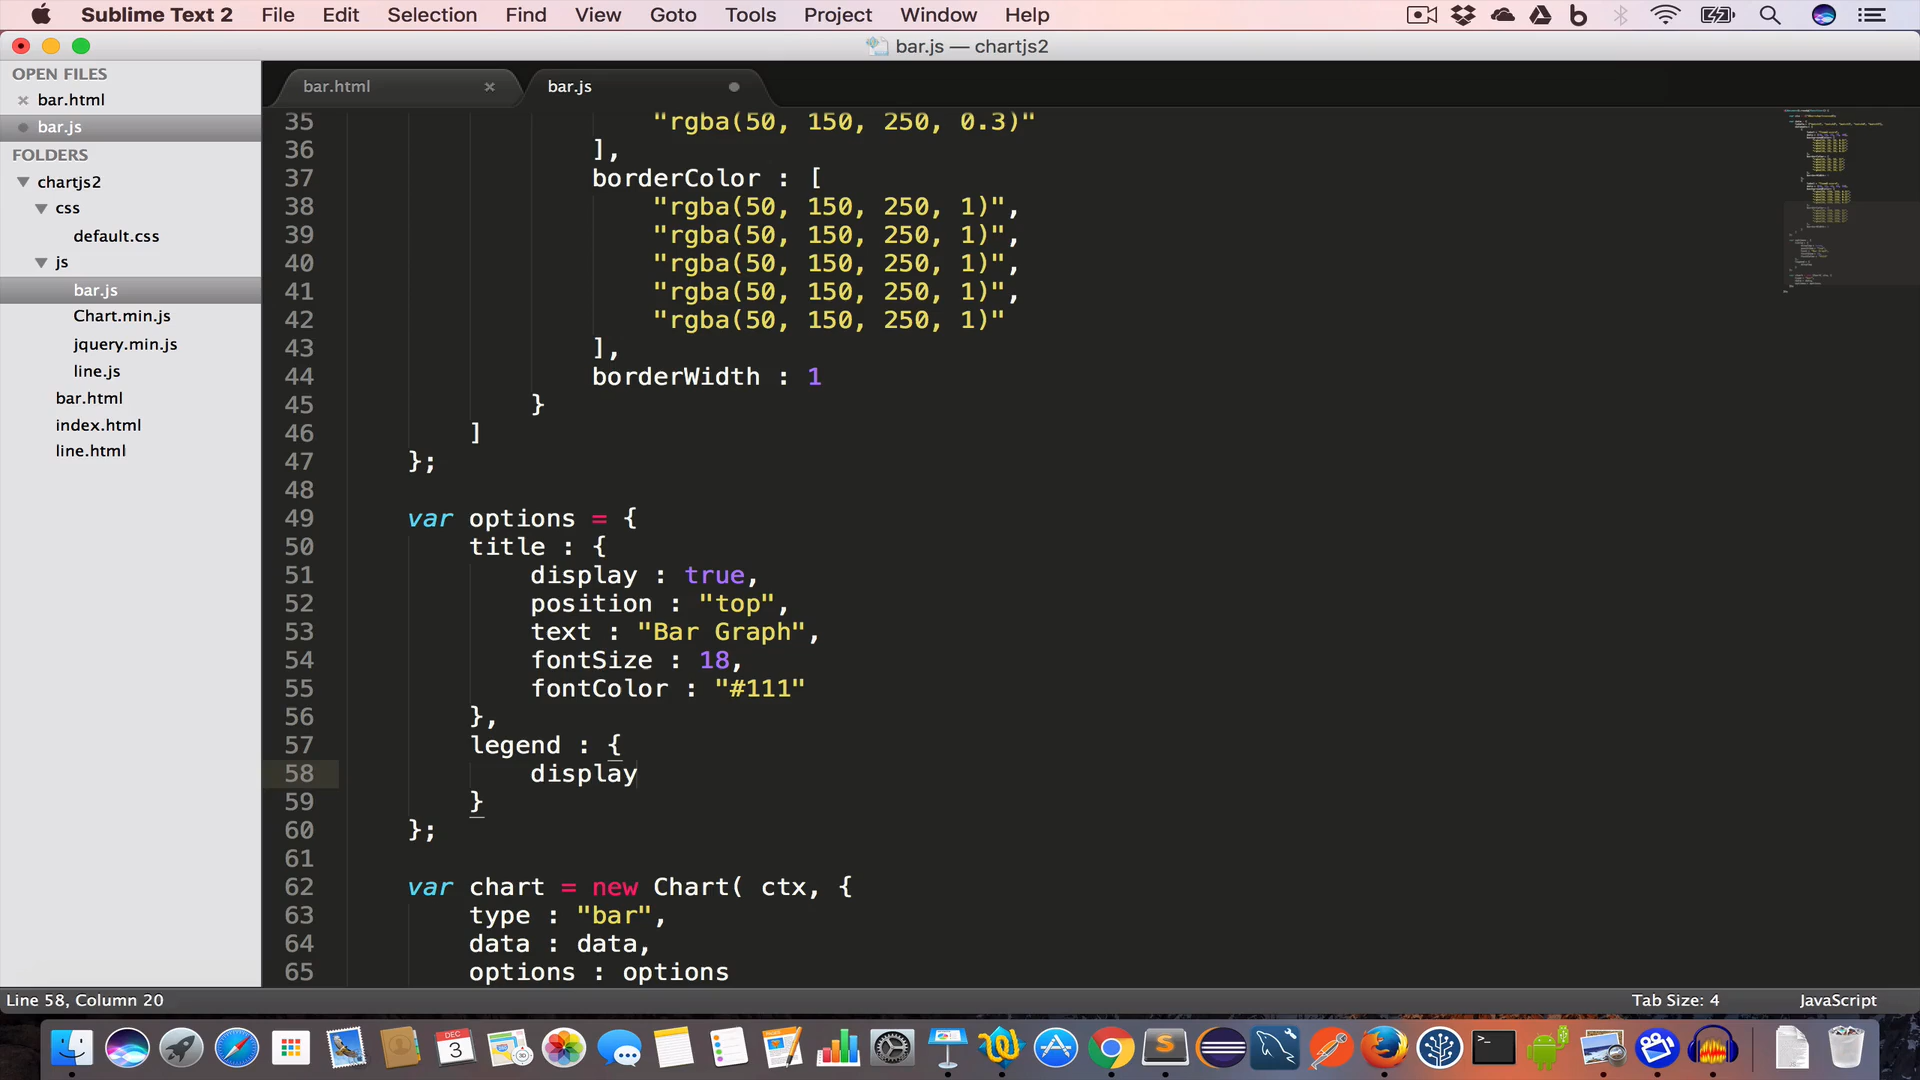 Sublime Text 2 File Edit Selection Find View Goto Tools Project Window Help
bar.js — chartjs2
OPEN FILES
bar.html
bar.js
FOLDERS
chartjs2
css
default.css
js
bar.js
Chart.min.js
jquery.min.js
line.js
bar.html
index.html
line.html
bar.html × bar.js
35 "rgba(50, 150, 250, 0.3)"
36 ],
37 borderColor : [
38 "rgba(50, 150, 250, 1)",
39 "rgba(50, 150, 250, 1)",
40 "rgba(50, 150, 250, 1)",
41 "rgba(50, 150, 250, 1)",
42 "rgba(50, 150, 250, 1)"
43 ],
44 borderWidth : 1
45 }
46 ]
47 };
48
49 var options = {
50 title : {
51 display : true,
52 position : "top",
53 text : "Bar Graph",
54 fontSize : 18,
55 fontColor : "#111"
56 },
57 legend : {
58 display
59 }
60 };
61
62 var chart = new Chart( ctx, {
63 type : "bar",
64 data : data,
65 options : options
Line 58, Column 20 Tab Size: 4 JavaScript
DEC
3